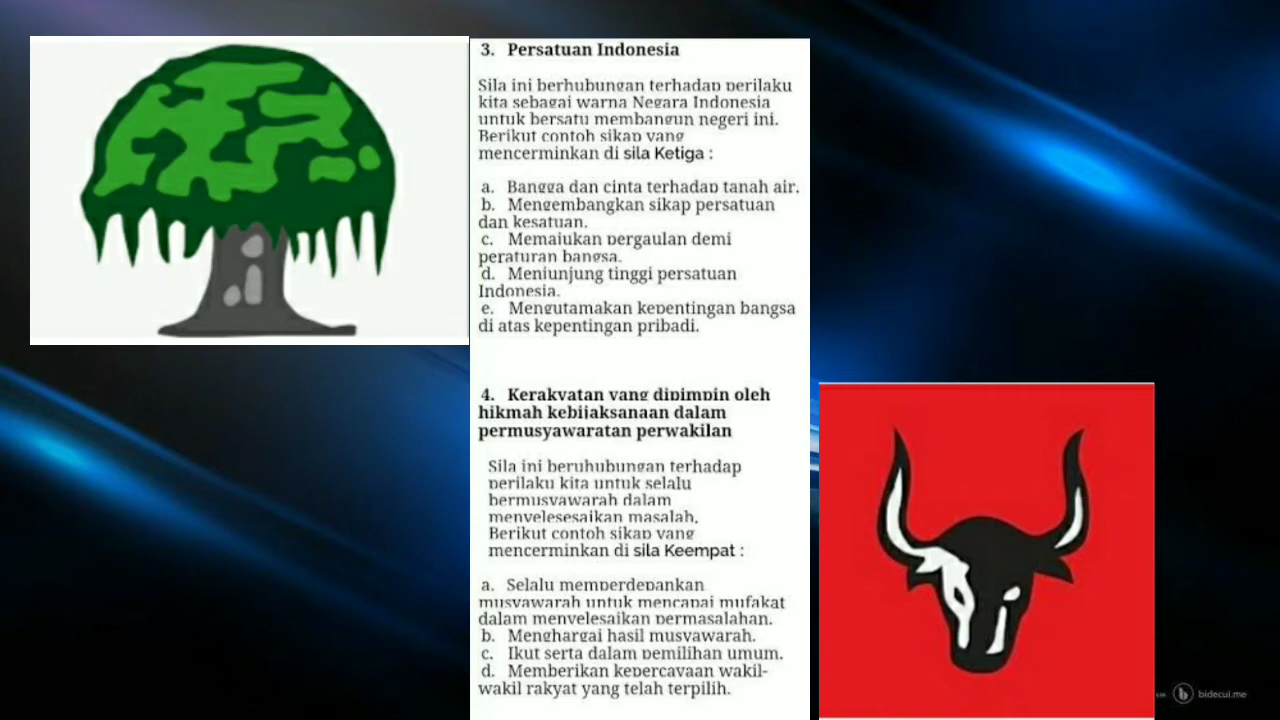 3. Persatuan Indonesia
Sila ini berhubungan terhadap perilaku
kita sebagai warna Negara Indonesia
untuk bersatu membangun negeri ini.
Berikut contoh sikap yang
mencerminkan di sila Ketiga :
a. Bangga dan cinta terhadap tanah air.
b. Mengembangkan sikap persatuan
dan kesatuan.
c. Memajukan pergaulan demi
peraturan bangsa.
d. Menjunjung tinggi persatuan
Indonesia.
e. Mengutamakan kepentingan bangsa
di atas kepentingan pribadi.
4. Kerakyatan yang dipimpin oleh
hikmah kebijaksanaan dalam
permusyawaratan perwakilan
Sila ini beruhubungan terhadap
perilaku kita untuk selalu
bermusyawarah dalam
menyelesesaikan masalah.
Berikut contoh sikap yang
mencerminkan di sila Keempat :
a. Selalu memperdepankan
musyawarah untuk mencapai mufakat
dalam menyelesaikan permasalahan.
b. Menghargai hasil musyawarah.
c. Ikut serta dalam pemilihan umum.
d. Memberikan kepercayaan wakil-
wakil rakyat yang telah terpilih.
b bidecui.me